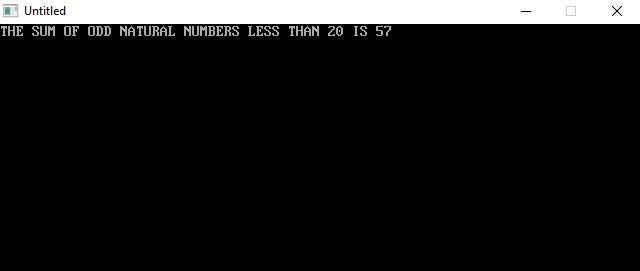 Untitled
THE SUM OF ODD NATURAL NUMBERS LESS THAN 20 IS 57